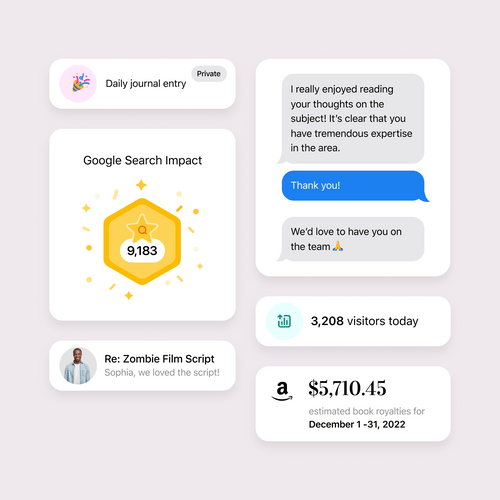 Daily journal entry
Private
Google Search Impact
9,183
Re: Zombie Film Script
Sophia, we loved the script!
I really enjoyed reading
your thoughts on the
subject! It's clear that you
have tremendous expertise
in the area.
Thank you!
We'd love to have you on
the team 🙏
3,208 visitors today
a
$5,710.45
estimated book royalties for
December 1 -31, 2022